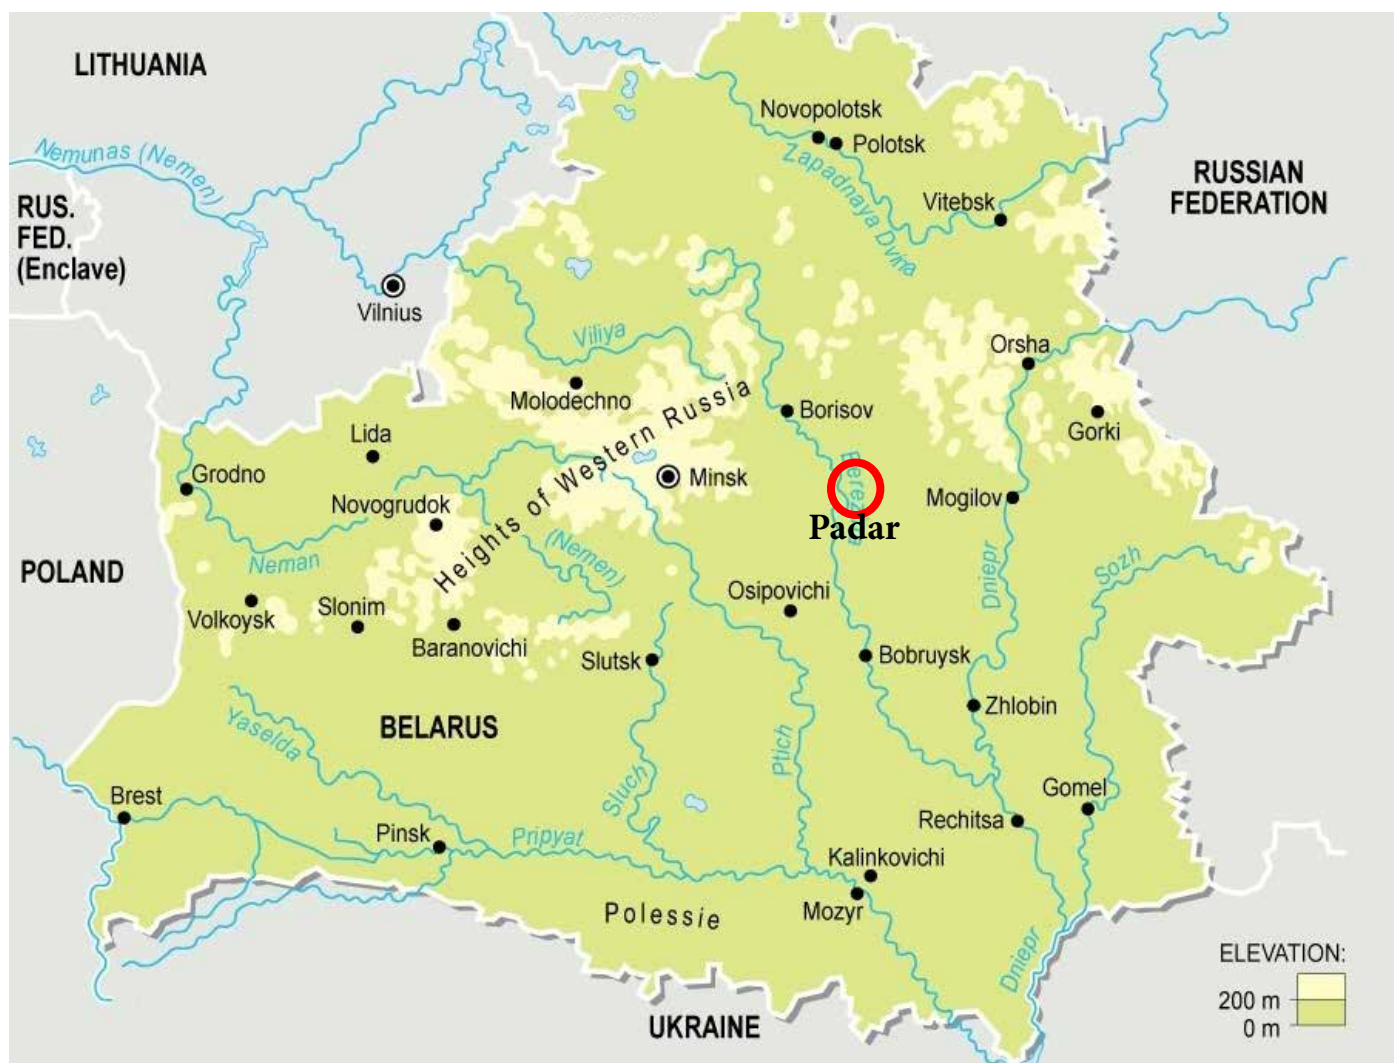 LITHUANIA
Novopolotsk
Polotsk
Nemunas (Nemen)
Zapadnaya Dvina
RUSSIAN
FEDERATION
RUS.
FED.
(Enclave)
Vitebsk
Vilnius
Viliya
Orsha
Molodechno
Borisov
Gorki
Lida
Heights of Western Russia
Grodno
Minsk
Novogrudok
Mogilov
Padar
Neman
(Nemen)
POLAND
Dniepr
Sozh
Osipovichi
Volkoysk
Slonim
Baranovichi
Slutsk
Bobruysk
Zhlobin
Yaselda
BELARUS
Ptich
Sluch
Brest
Gomel
Pinsk
Pripyat
Rechitsa
Kalinkovichi
Mozyr
Polessie
Dniepr
ELEVATION:
200 m
0 m
UKRAINE